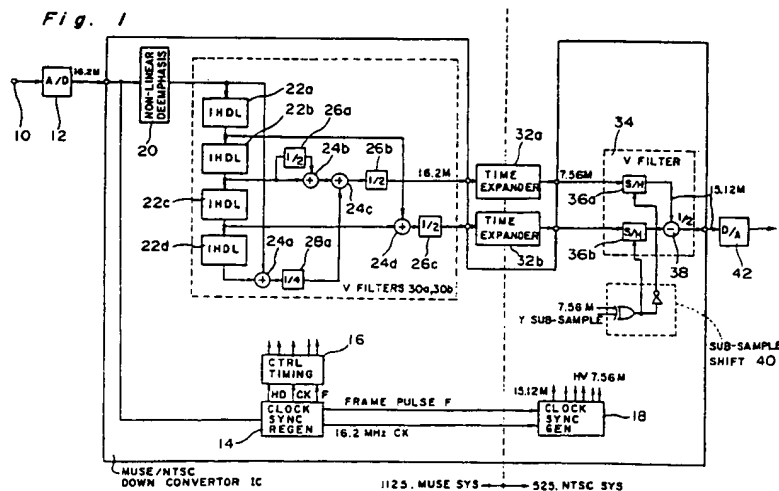 Fig. 1
A/D
16.2M
10
12
NON-LINEAR
DEEMPHASIS
20
1HDL
22a
1HDL
22b
26a
1/2
24b
26b
1/2
16.2M
24c
22c
1HDL
22d
1HDL
24a
28a
1/4
24d
1/2
26c
V FILTERS 30a, 30b
32a
TIME
EXPANDER
TIME
EXPANDER
32b
7.56M
34
V FILTER
S/H
36a
15.12M
S/H
36b
1/2
38
D/A
42
7.56M
Y SUB-SAMPLE
SUB-SAMPLE
SHIFT 40
16
CTRL
TIMING
HD
CK
F
CLOCK
SYNC
REGEN
14
FRAME PULSE F
16.2 MHz CK
HV 7.56M
15.12M
CLOCK
SYNC
GEN
18
MUSE/NTSC
DOWN CONVERTOR IC
1125. MUSE SYS
525. NTSC SYS